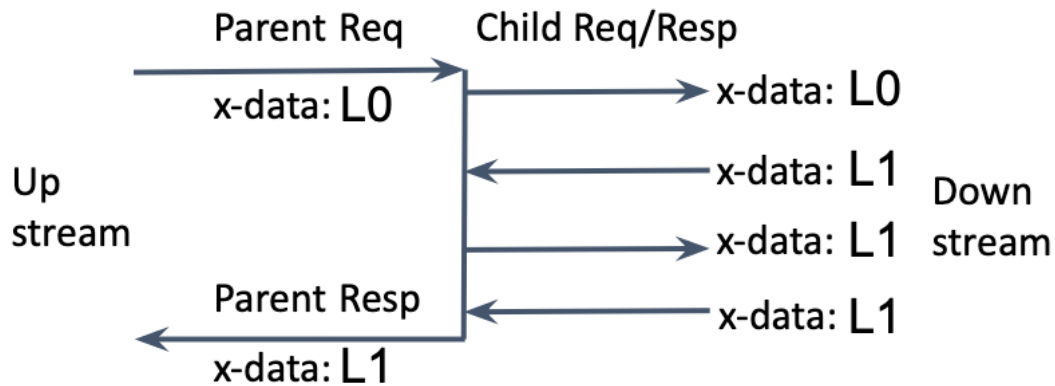 Parent Req
Child Req/Resp
x-data: L0
x-data: L0
Up
stream
x-data: L1
Down
stream
x-data: L1
Parent Resp
x-data: L1
x-data: L1